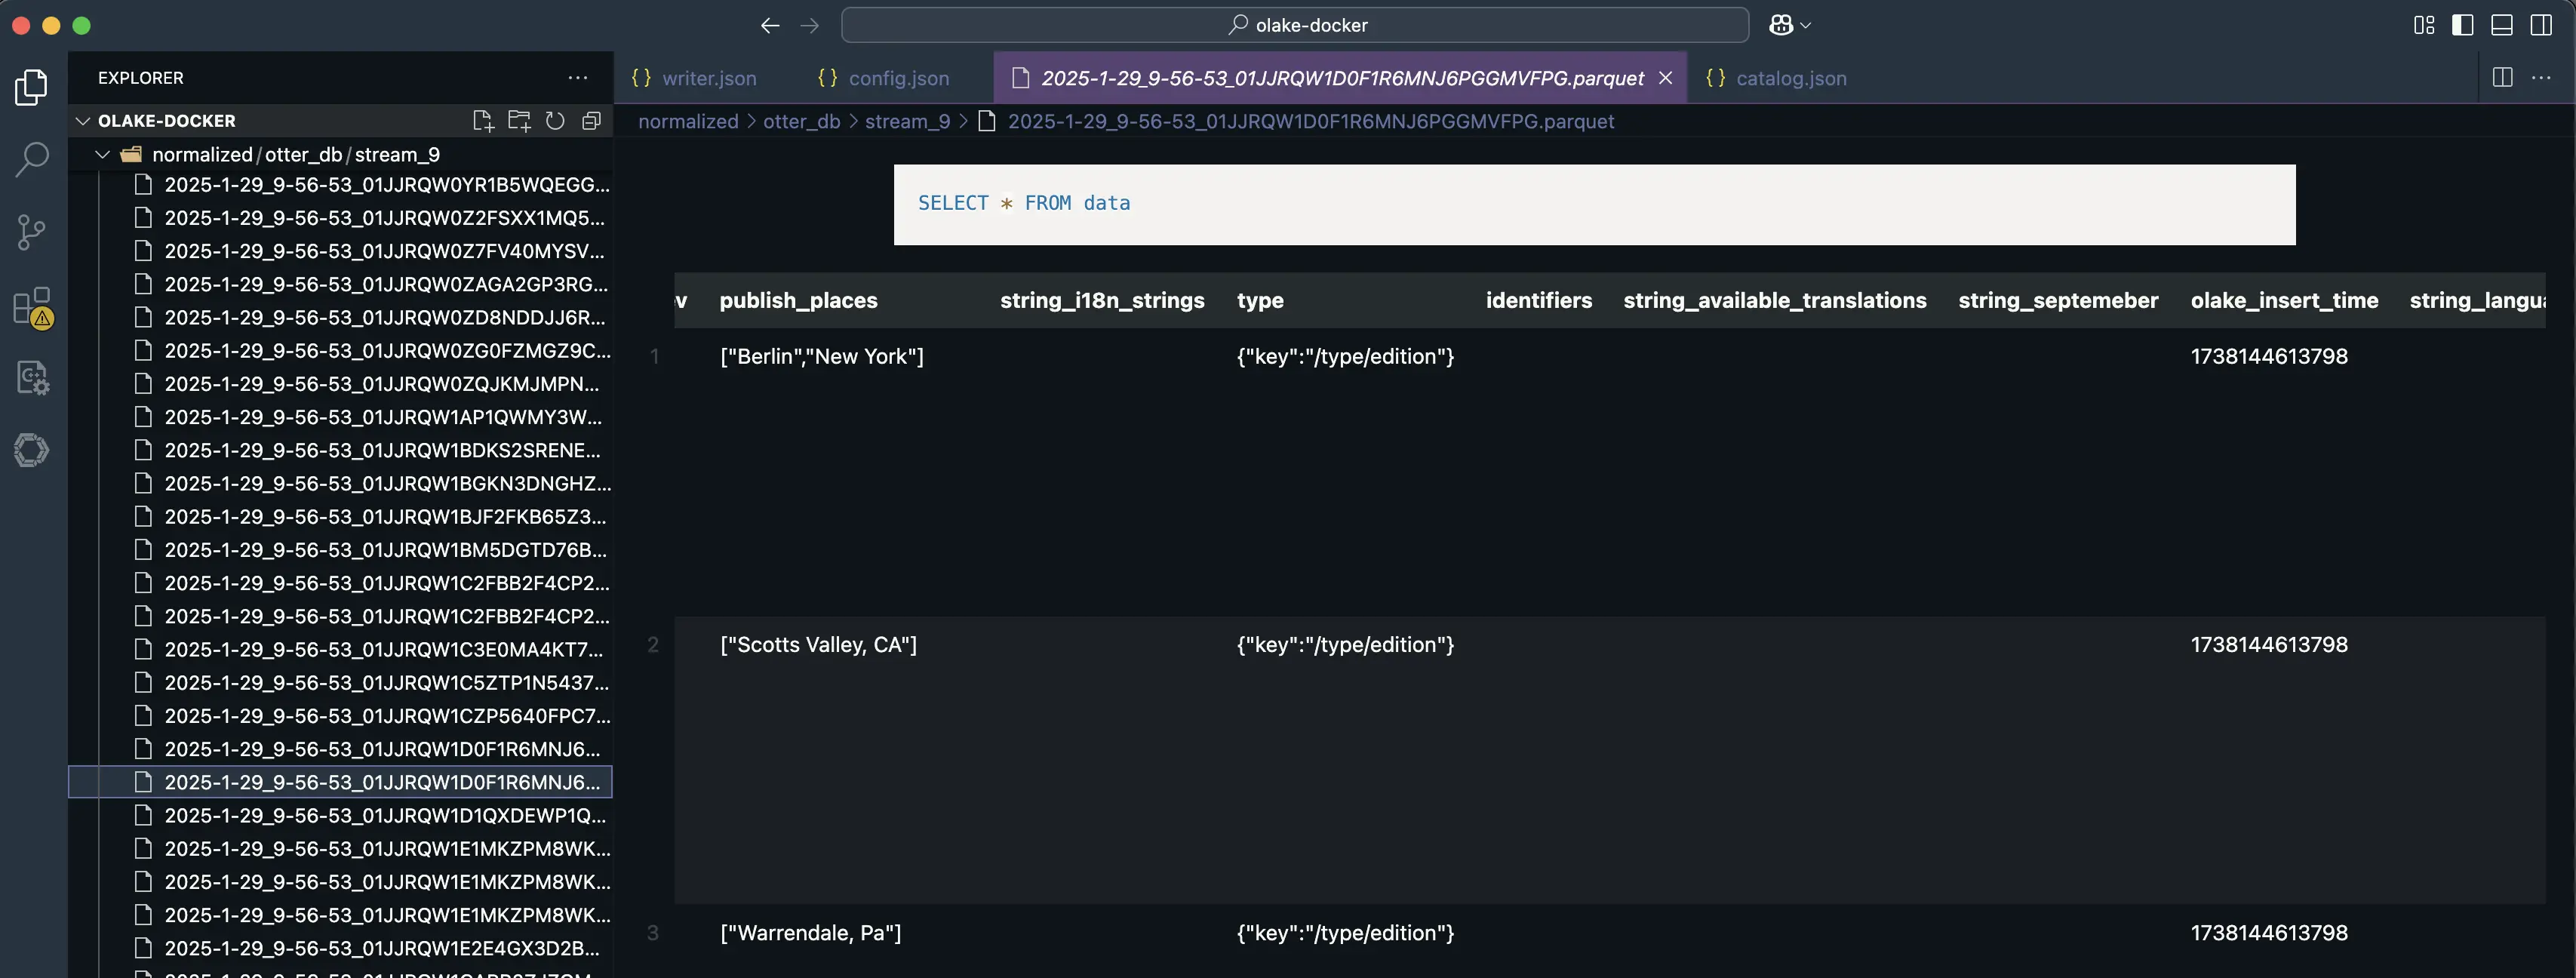 olake-docker
EXPLORER
OLAKE-DOCKER
normalized/otter_db/stream_9
2025-1-29_9-56-53_01JJRQW0YR1B5WQEGG...
2025-1-29_9-56-53_01JJRQW0Z2FSXX1MQ5...
2025-1-29_9-56-53_01JJRQW0Z7FV40MYSV...
2025-1-29_9-56-53_01JJRQW0ZAGA2GP3RG...
2025-1-29_9-56-53_01JJRQW0ZD8NDDJJ6R...
2025-1-29_9-56-53_01JJRQW0ZG0FZMGZ9C...
2025-1-29_9-56-53_01JJRQW0ZQJKMJMPN...
2025-1-29_9-56-53_01JJRQW1AP1QWMY3W...
2025-1-29_9-56-53_01JJRQW1BDKS2SRENE...
2025-1-29_9-56-53_01JJRQW1BGKN3DNGHZ...
2025-1-29_9-56-53_01JJRQW1BJF2FKB65Z3...
2025-1-29_9-56-53_01JJRQW1BM5DGTD76B...
2025-1-29_9-56-53_01JJRQW1C2FBB2F4CP2...
2025-1-29_9-56-53_01JJRQW1C2FBB2F4CP2...
2025-1-29_9-56-53_01JJRQW1C3E0MA4KT7...
2025-1-29_9-56-53_01JJRQW1C5ZTP1N5437...
2025-1-29_9-56-53_01JJRQW1CZP5640FPC7...
2025-1-29_9-56-53_01JJRQW1D0F1R6MNJ6...
2025-1-29_9-56-53_01JJRQW1D0F1R6MNJ6...
2025-1-29_9-56-53_01JJRQW1D1QXDEWP1Q...
2025-1-29_9-56-53_01JJRQW1E1MKZPM8WK...
2025-1-29_9-56-53_01JJRQW1E1MKZPM8WK...
2025-1-29_9-56-53_01JJRQW1E1MKZPM8WK...
2025-1-29_9-56-53_01JJRQW1E2E4GX3D2B...
{} writer.json {} config.json 2025-1-29_9-56-53_01JJRQW1D0F1R6MNJ6PGGMVFPG.parquet {} catalog.json
normalized > otter_db > stream_9 > 2025-1-29_9-56-53_01JJRQW1D0F1R6MNJ6PGGMVFPG.parquet
SELECT * FROM data
v publish_places string_i18n_strings type identifiers string_available_translations string_septemeber olake_insert_time string_langua
1 ["Berlin","New York"] {"key":"/type/edition"} 1738144613798
2 ["Scotts Valley, CA"] {"key":"/type/edition"} 1738144613798
3 ["Warrendale, Pa"] {"key":"/type/edition"} 1738144613798